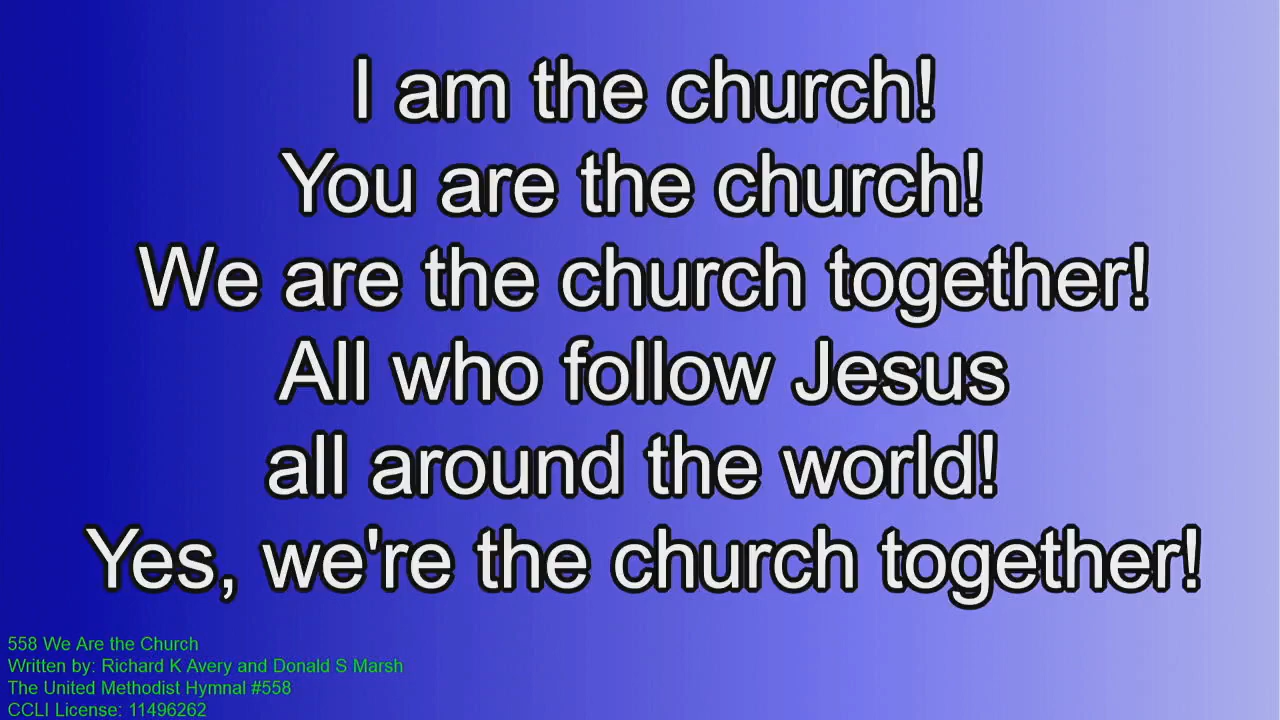 I am the church!
You are the church!
We are the church together!
All who follow Jesus
all around the world!
Yes, we're the church together!
558 We Are the Church
Written by: Richard K Avery and Donald S Marsh
The United Methodist Hymnal #558
CCLI License: 11496262